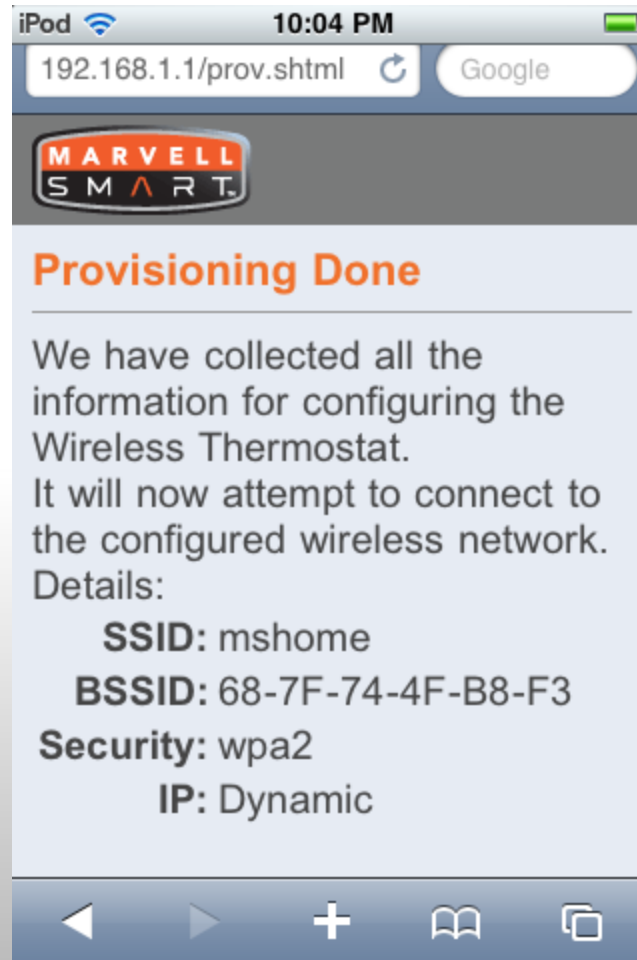 iPod 10:04 PM
192.168.1.1/prov.shtml Google
MARVELL
SMART™
Provisioning Done
We have collected all the
information for configuring the
Wireless Thermostat.
It will now attempt to connect to
the configured wireless network.
Details:
SSID: mshome
BSSID: 68-7F-74-4F-B8-F3
Security: wpa2
IP: Dynamic